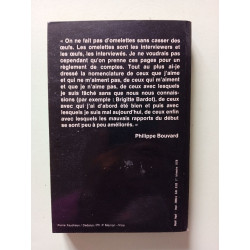 « On ne fait pas d'omelettes sans casser des
œufs. Les omelettes sont les interviewers et
les œufs, les interviewés. Je ne voudrais pas
cependant qu'on prenne ces pages pour un
règlement de comptes. Tout au plus ai-je
dressé la nomenclature de ceux que j'aime
et qui ne m'aiment pas, de ceux qui m'aiment
et que je n'aime pas, de ceux avec lesquels
je suis fâché sans que nous nous connais-
sions (par exemple : Brigitte Bardot), de ceux
avec qui j'ai d'abord été bien et puis avec
lesquels je suis mal aujourd'hui, de ceux enfin
avec lesquels les mauvais rapports du début
se sont peu à peu améliorés. »
Philippe Bouvard